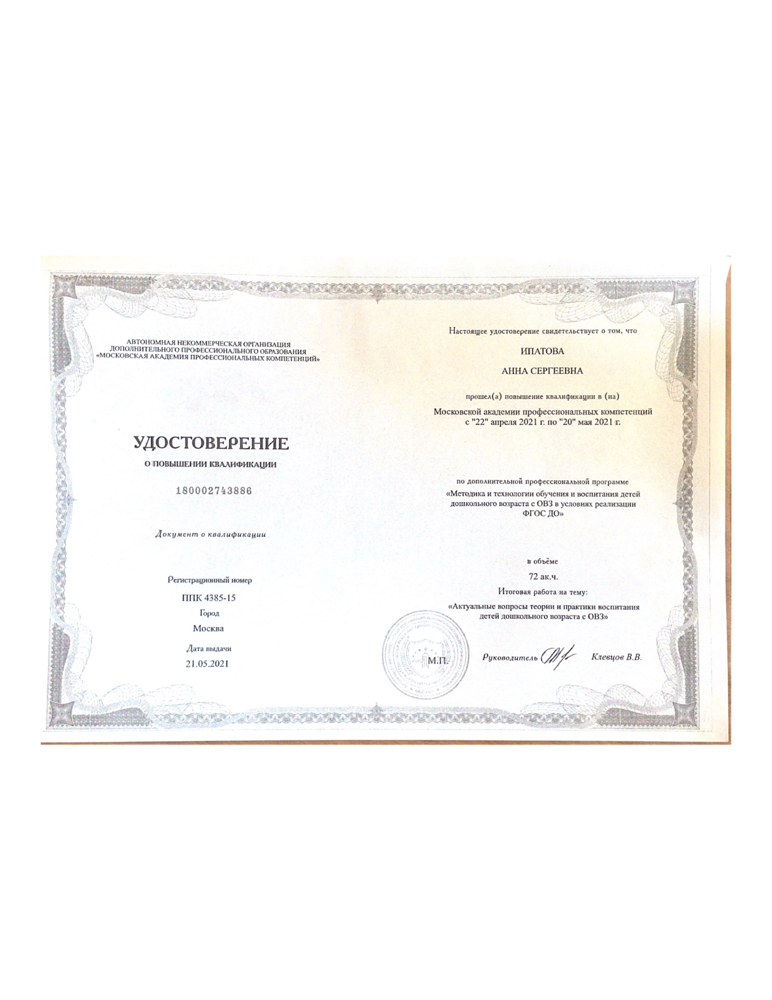 АВТОНОМНАЯ НЕКОММЕРЧЕСКАЯ ОРГАНИЗАЦИЯ
ДОПОЛНИТЕЛЬНОГО ПРОФЕССИОНАЛЬНОГО ОБРАЗОВАНИЯ
«МОСКОВСКАЯ АКАДЕМИЯ ПРОФЕССИОНАЛЬНЫХ КОМПЕТЕНЦИЙ»
УДОСТОВЕРЕНИЕ
О ПОВЫШЕНИИ КВАЛИФИКАЦИИ
180002743886
Документ о квалификации
Регистрационный номер
ППК 4385-15
Город
Москва
Дата выдачи
21.05.2021
Настоящее удостоверение свидетельствует о том, что
ИПАТОВА
АННА СЕРГЕЕВНА
прошел(а) повышение квалификации в (на)
Московской академии профессиональных компетенций
с "22" апреля 2021 г. по "20" мая 2021 г.
по дополнительной профессиональной программе
«Методика и технологии обучения и воспитания детей
дошкольного возраста с ОВЗ в условиях реализации
ФГОС ДО»
в объёме
72 ак.ч.
Итоговая работа на тему:
«Актуальные вопросы теории и практики воспитания
детей дошкольного возраста с ОВЗ»
М.П.
Руководитель Клевцов В.В.